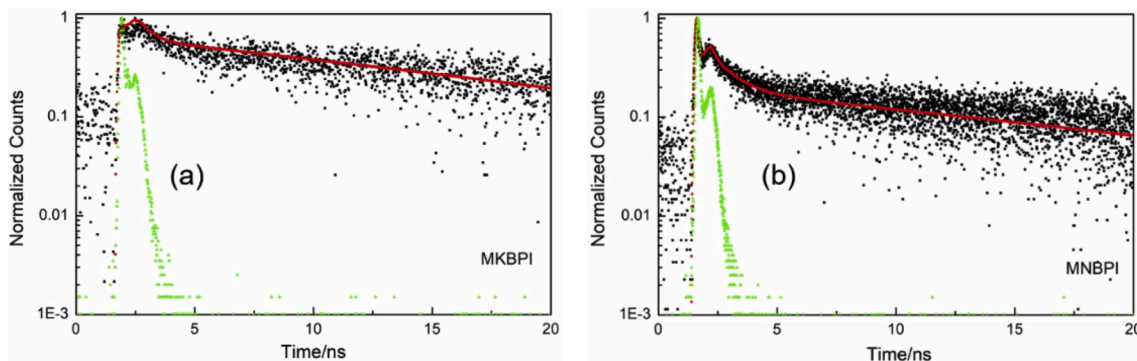 1
0.1
0.01
1E-3
Normalized Counts
(a)
MKBPI
0 5 10 15 20
Time/ns
1
0.1
0.01
1E-3
Normalized Counts
(b)
MNBPI
0 5 10 15 20
Time/ns